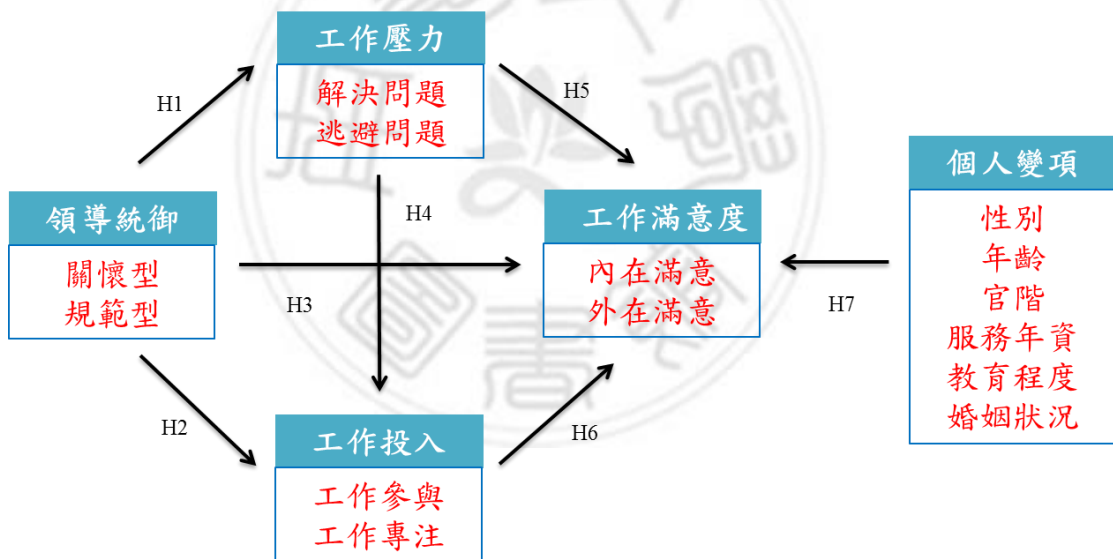 工作壓力
解決問題
逃避問題
H1
H5
領導統御
關懷型
規範型
H4
H3
工作滿意度
內在滿意
外在滿意
個人變項
性別
年齡
官階
服務年資
教育程度
婚姻狀況
H7
H2
工作投入
工作參與
工作專注
H6